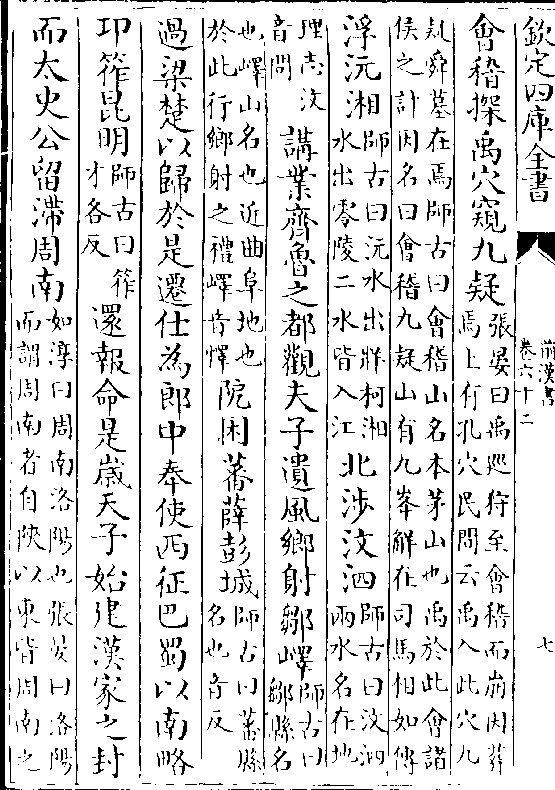 欽定四庫全書
前漢書
卷六十二
七
會稽探禹穴窺九疑張晏曰禹廵狩至會稽而崩因葬焉上有孔穴民間云禹入此穴九
疑舜墓在焉師古曰會稽山名本茅山也禹於此會諸侯之計因名曰會稽九疑山有九峯解在司馬相如傳
浮沅湘師古曰沅水出牂柯湘水出零陵二水皆入江北渉汶泗師古曰汶泗兩水名在地
理志汶音問講業齊魯之都觀夫子遺風鄉射鄒嶧師古曰鄒縣名
也嶧山名也近曲阜地也於此行鄉射之禮嶧音懌院困蕃薛彭城師古曰蕃縣名也音反
過梁楚以歸於是遷仕為郎中奉使西征巴蜀以南略
卭筰昆明師古曰筰才各反還報命是歲天子始建漢家之封
而太史公留滯周南如淳曰周南洛陽也張晏曰洛陽而謂周南者自陜以東皆周南之